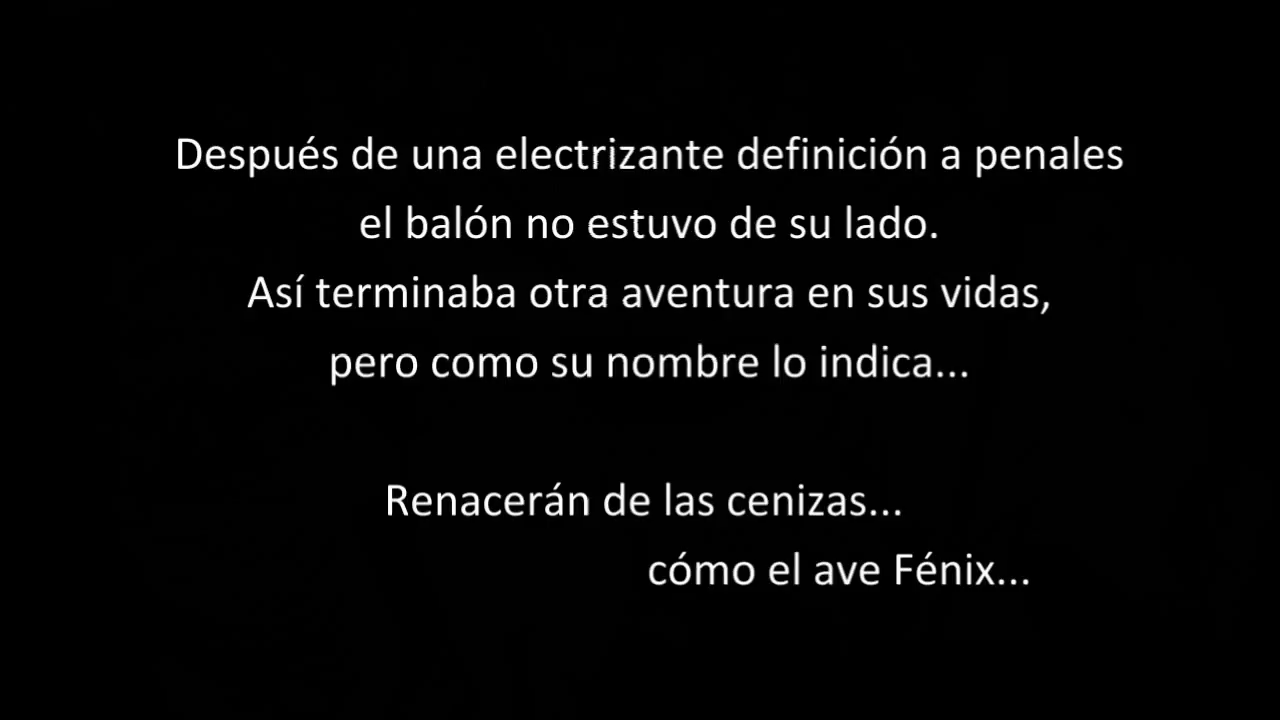 Después de una electrizante definición a penales
el balón no estuvo de su lado.
Así terminaba otra aventura en sus vidas,
pero como su nombre lo indica...
Renacerán de las cenizas...
cómo el ave Fénix...